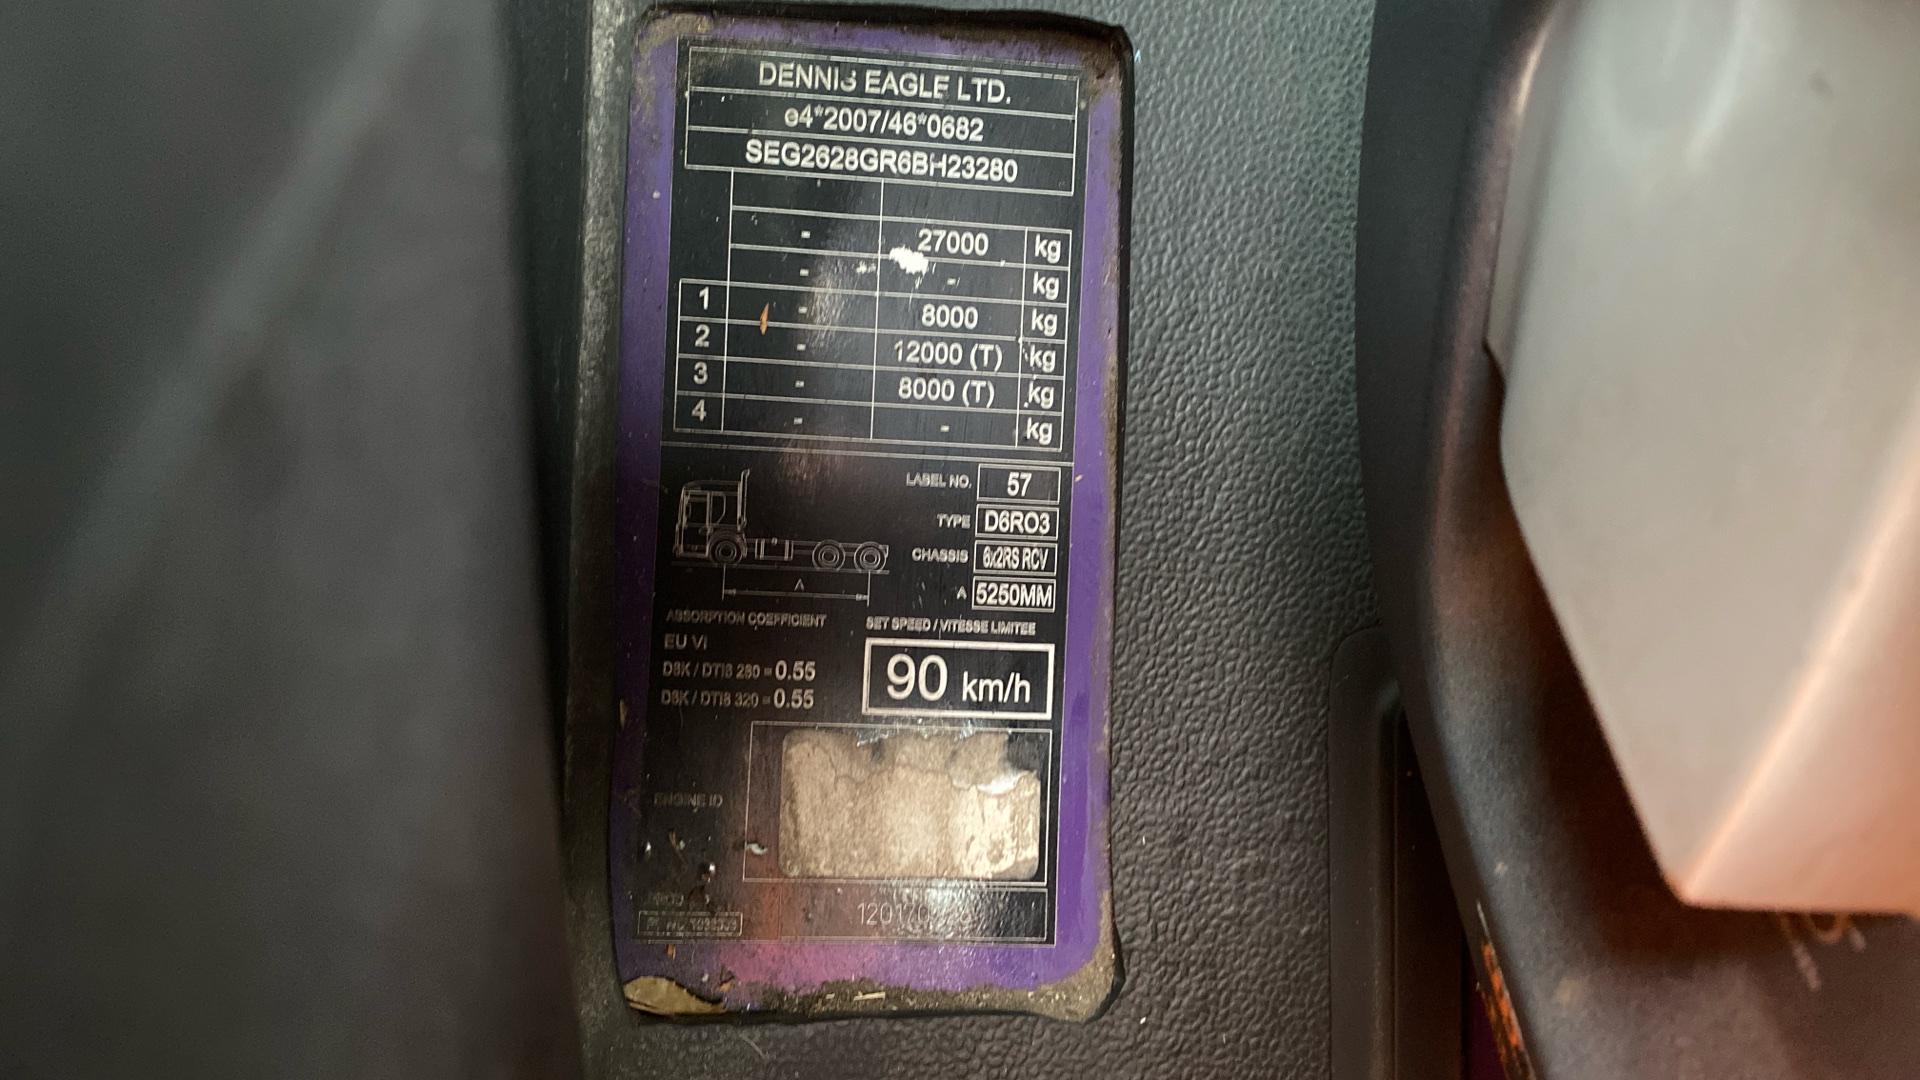 DENNIS EAGLE LTD.
e4*2007/46*0682
SEG2628GR6BH23280
- 27000 kg
- - kg
1 - 8000 kg
2 - 12000 (T) kg
3 - 8000 (T) kg
4 - - kg
LABEL NO. 57
TYPE D6RO3
CHASSIS 6x2RS RCV
A 5250MM
A
ABSORPTION COEFFICIENT
SET SPEED / VITESSE LIMITEE
EU VI
D8K / DTI8 280 = 0.55
D8K / DTI8 320 = 0.55
90 km/h
ENGINE ID